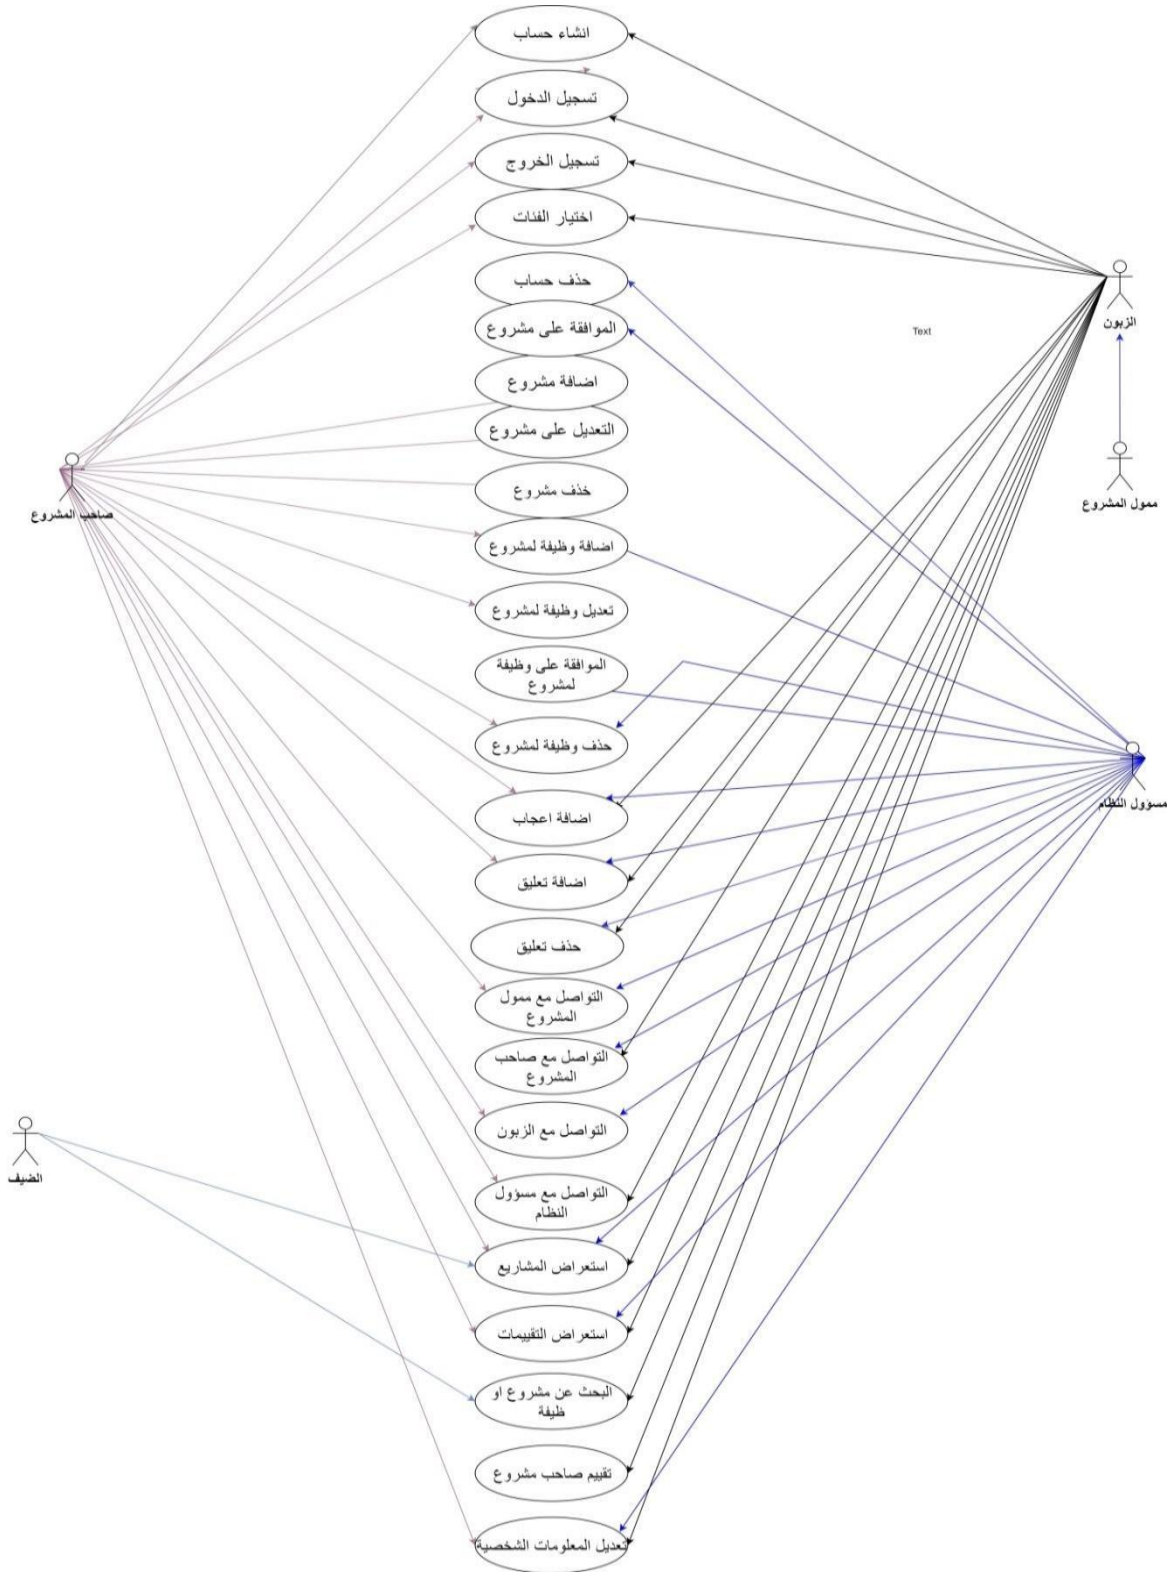 انشاء حساب
تسجيل الدخول
تسجيل الخروج
اختيار الفئات
حذف حساب
الموافقة على مشروع
اضافة مشروع
التعديل على مشروع
خذف مشروع
اضافة وظيفة لمشروع
تعديل وظيفة لمشروع
الموافقة على وظيفة
لمشروع
حذف وظيفة لمشروع
اضافة اعجاب
اضافة تعليق
حذف تعليق
التواصل مع ممول
المشروع
التواصل مع صاحب
المشروع
التواصل مع الزبون
التواصل مع مسؤول
النظام
استعراض المشاريع
استعراض التقييمات
البحث عن مشروع او
ظيفة
تقييم صاحب مشروع
تعديل المعلومات الشخصية
الزبون
Text
ممول المشروع
مسؤول النظام
صاحب المشروع
الضيف